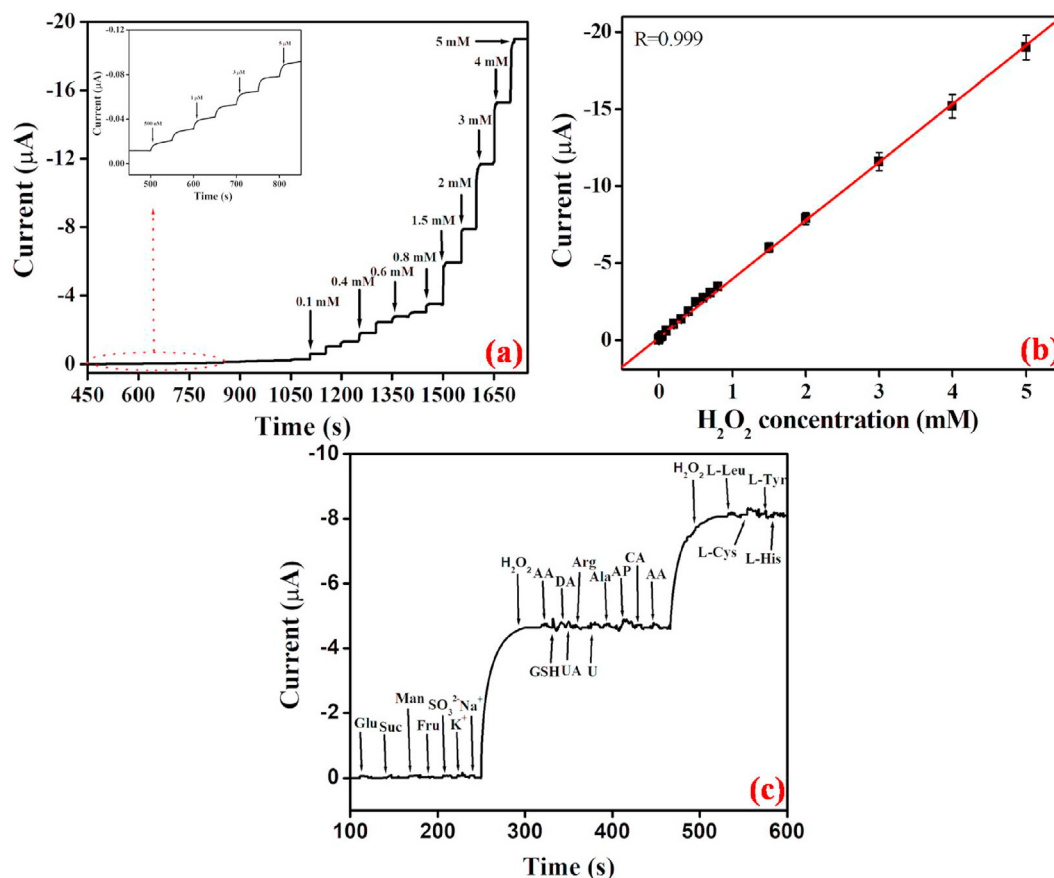 -20
-16
-12
-8
-4
0
Current (μA)
450 600 750 900 1050 1200 1350 1500 1650
Time (s)
0.1 mM
0.4 mM
0.6 mM
0.8 mM
1.5 mM
2 mM
3 mM
4 mM
5 mM
(a)
-0.12
-0.08
-0.04
0.00
Current (μA)
500 600 700 800
Time (s)
500 nM
1 μM
3 μM
5 μM
R=0.999
-20
-15
-10
-5
0
Current (μA)
0 1 2 3 4 5
H₂O₂ concentration (mM)
(b)
-10
-8
-6
-4
-2
0
Current (μA)
100 200 300 400 500 600
Time (s)
Glu
Suc
Man
Fru
SO₃²⁻
K⁺
Na⁺
H₂O₂
AA
GSH
DA
UA
Arg
U
Ala
AP
CA
AA
H₂O₂
L-Leu
L-Cys
L-Tyr
L-His
(c)